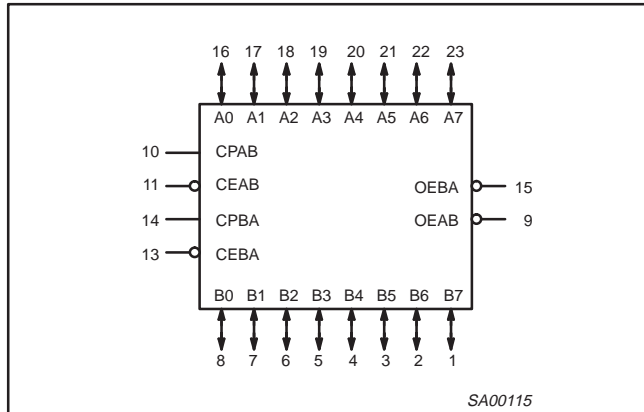 16 17 18 19 20 21 22 23
A0 A1 A2 A3 A4 A5 A6 A7
10 CPAB
11 CEAB OEBA 15
14 CPBA OEAB 9
13 CEBA
B0 B1 B2 B3 B4 B5 B6 B7
8 7 6 5 4 3 2 1
SA00115